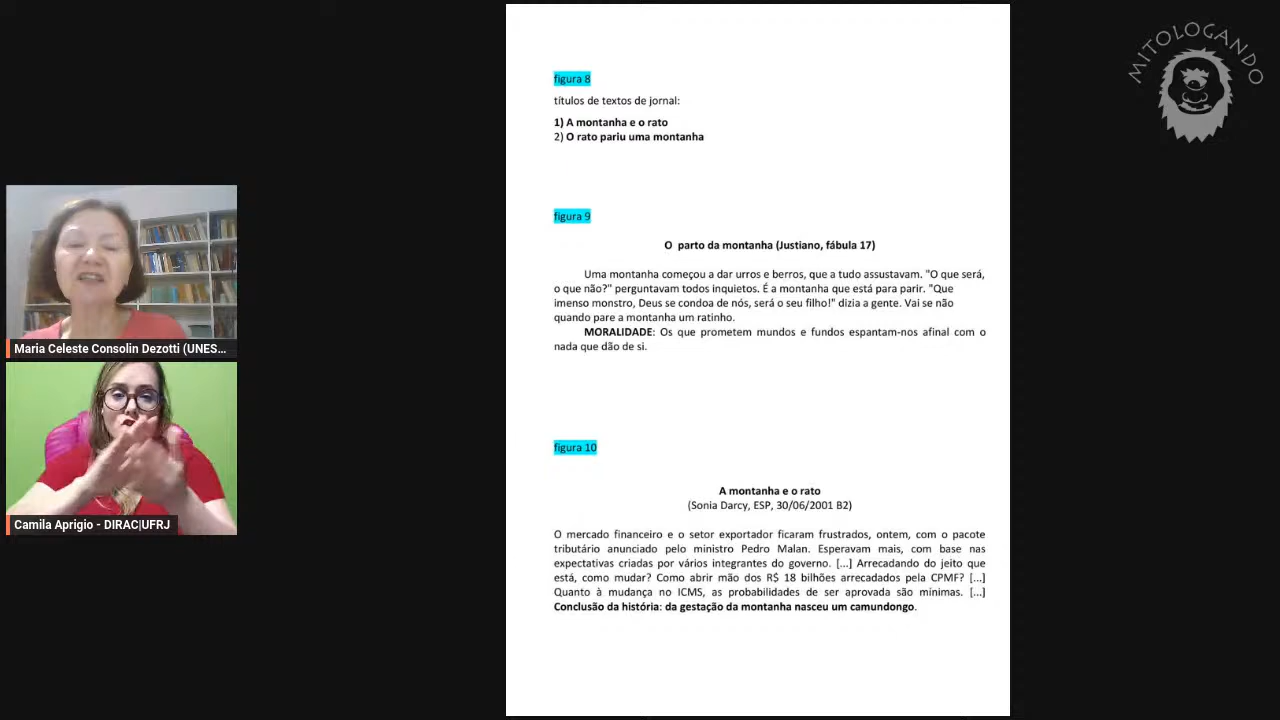 MITOLOGANDO
figura 8
títulos de textos de jornal:
1) A montanha e o rato
2) O rato pariu uma montanha
figura 9
O parto da montanha (Justiano, fábula 17)
Uma montanha começou a dar urros e berros, que a tudo assustavam. "O que será,
o que não?" perguntavam todos inquietos. É a montanha que está para parir. "Que
imenso monstro, Deus se condoa de nós, será o seu filho!" dizia a gente. Vai se não
quando pare a montanha um ratinho.
MORALIDADE: Os que prometem mundos e fundos espantam-nos afinal com o
nada que dão de si.
figura 10
A montanha e o rato
(Sonia Darcy, ESP, 30/06/2001 B2)
O mercado financeiro e o setor exportador ficaram frustrados, ontem, com o pacote
tributário anunciado pelo ministro Pedro Malan. Esperavam mais, com base nas
expectativas criadas por vários integrantes do governo. [...] Arrecadando do jeito que
está, como mudar? Como abrir mão dos R$ 18 bilhões arrecadados pela CPMF? [...]
Quanto à mudança no ICMS, as probabilidades de ser aprovada são mínimas. [...]
Conclusão da história: da gestação da montanha nasceu um camundongo.
Maria Celeste Consolin Dezotti (UNES...
Camila Aprigio - DIRAC|UFRJ